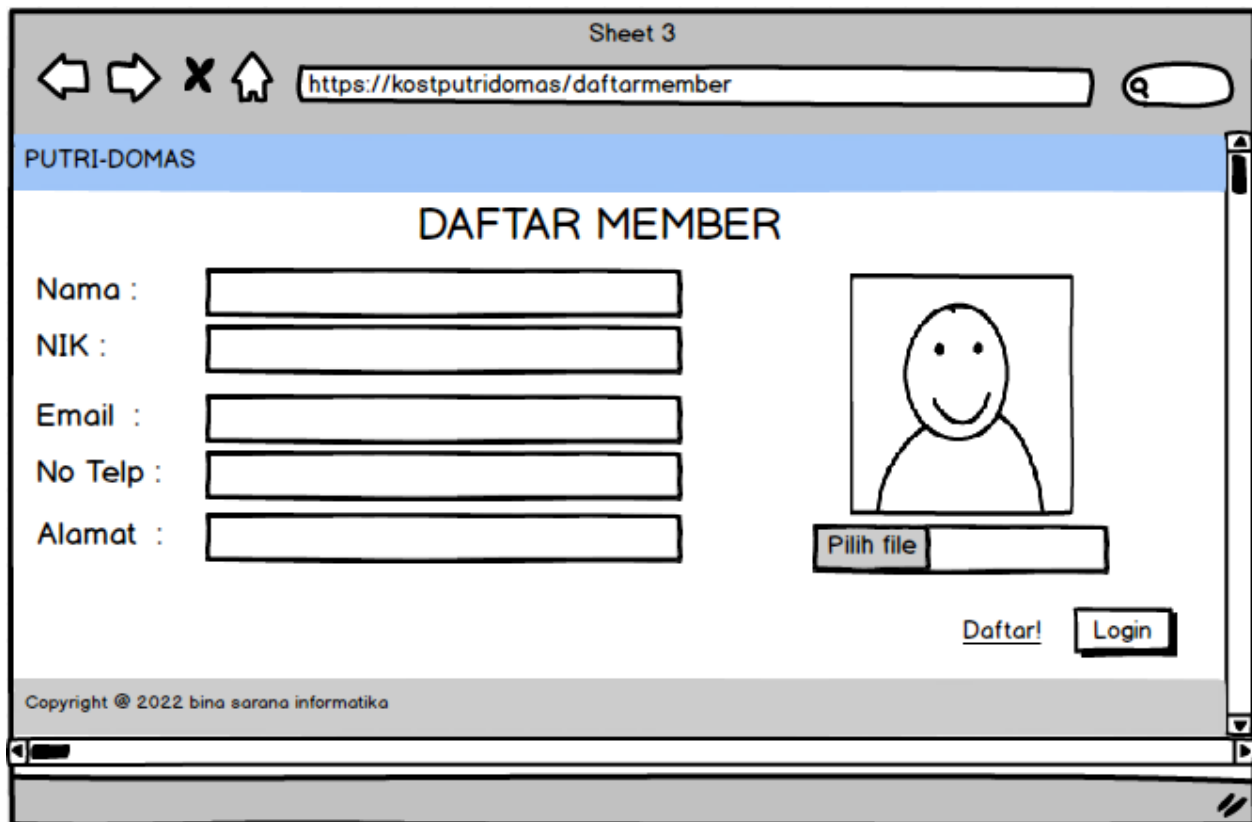 Sheet 3
https://kostputridomas/daftarmember
PUTRI-DOMAS
DAFTAR MEMBER
Nama :
NIK :
Email :
No Telp :
Alamat :
Pilih file
Daftar! Login
Copyright @ 2022 bina sarana informatika